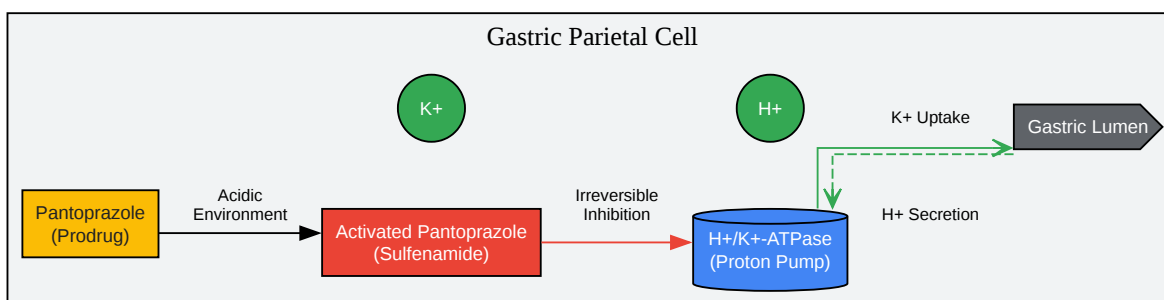 Gastric Parietal Cell
K+
H+
K+ Uptake
Gastric Lumen
Pantoprazole
(Prodrug)
Acidic
Environment
Activated Pantoprazole
(Sulfenamide)
Irreversible
Inhibition
H+/K+-ATPase
(Proton Pump)
H+ Secretion